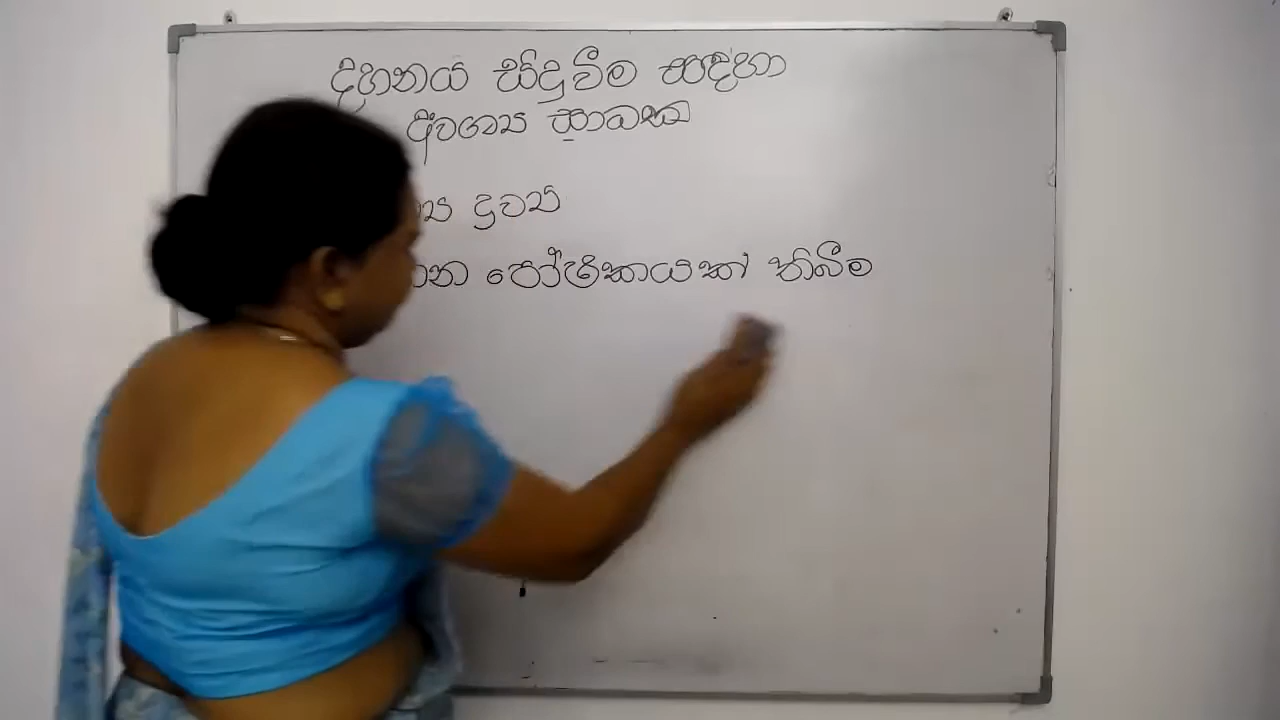 දහනය සිදුවීම සඳහා
අවශ්‍ය සාධක
ද්‍රව්‍ය
පෝෂකයක් තිබීම